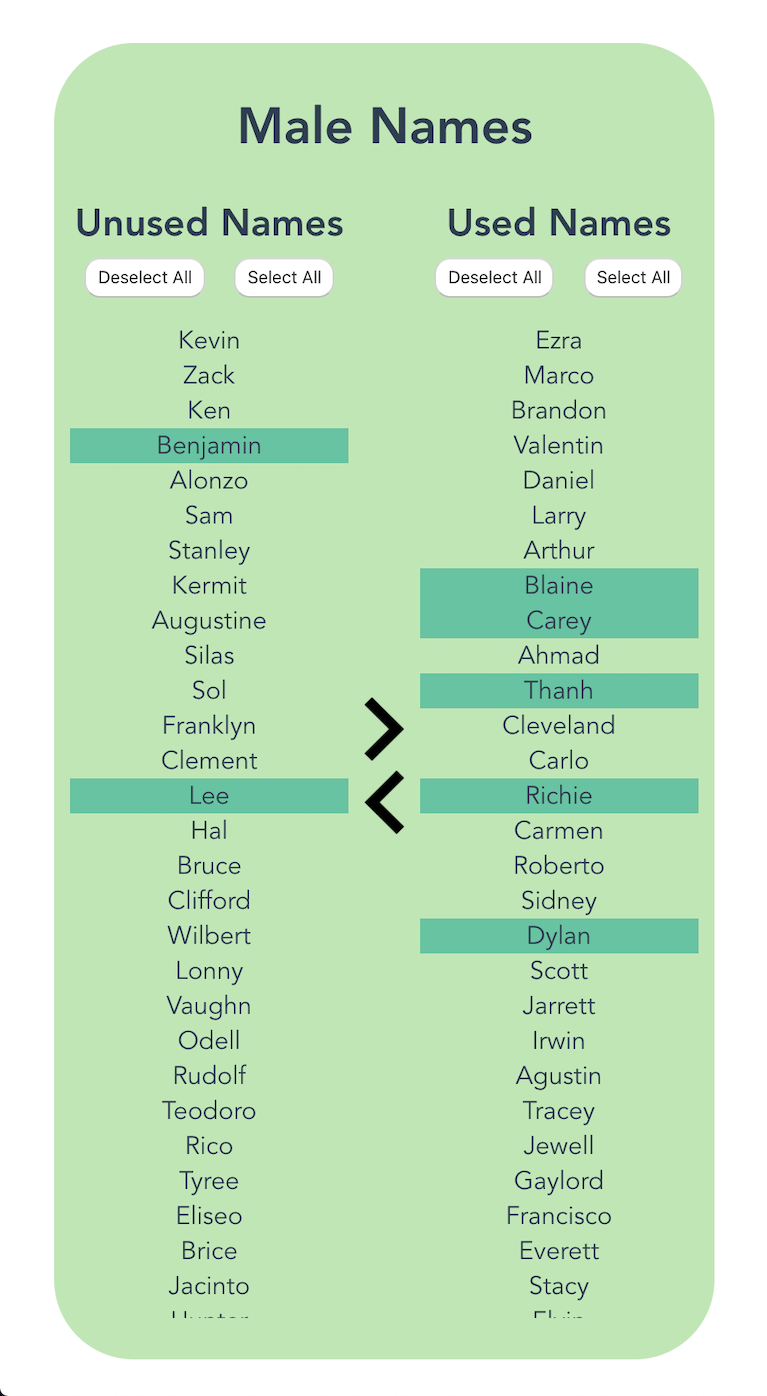 Male Names
Unused Names
Deselect All Select All
Kevin
Zack
Ken
Benjamin
Alonzo
Sam
Stanley
Kermit
Augustine
Silas
Sol
Franklyn
Clement
Lee
Hal
Bruce
Clifford
Wilbert
Lonny
Vaughn
Odell
Rudolf
Teodoro
Rico
Tyree
Eliseo
Brice
Jacinto
Hunter
Used Names
Deselect All Select All
Ezra
Marco
Brandon
Valentin
Daniel
Larry
Arthur
Blaine
Carey
Ahmad
Thanh
Cleveland
Carlo
Richie
Carmen
Roberto
Sidney
Dylan
Scott
Jarrett
Irwin
Agustin
Tracey
Jewell
Gaylord
Francisco
Everett
Stacy
Elvin